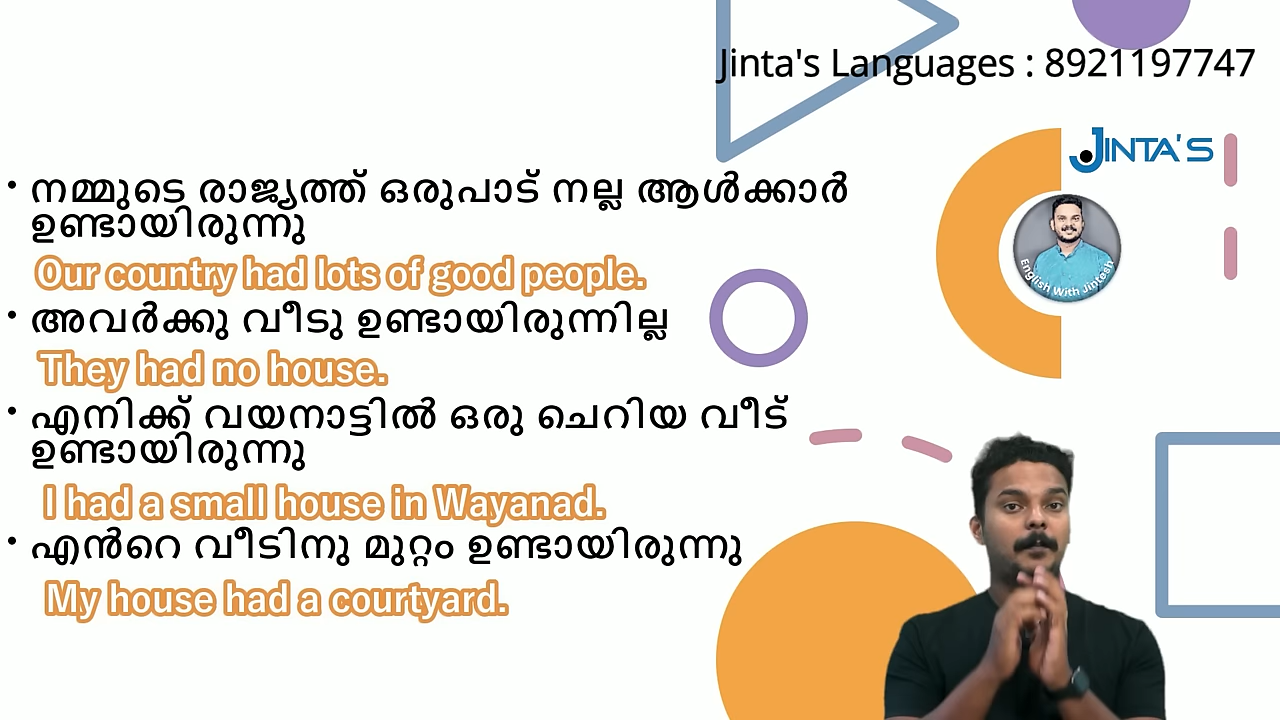 Jinta's Languages : 8921197747
JINTA'S
English With Jintesh
• നമ്മുടെ രാജ്യത്ത് ഒരുപാട് നല്ല ആൾക്കാർ
ഉണ്ടായിരുന്നു
Our country had lots of good people.
• അവർക്കു വീടു ഉണ്ടായിരുന്നില്ല
They had no house.
• എനിക്ക് വയനാട്ടിൽ ഒരു ചെറിയ വീട്
ഉണ്ടായിരുന്നു
I had a small house in Wayanad.
• എൻറെ വീടിനു മുറ്റം ഉണ്ടായിരുന്നു
My house had a courtyard.